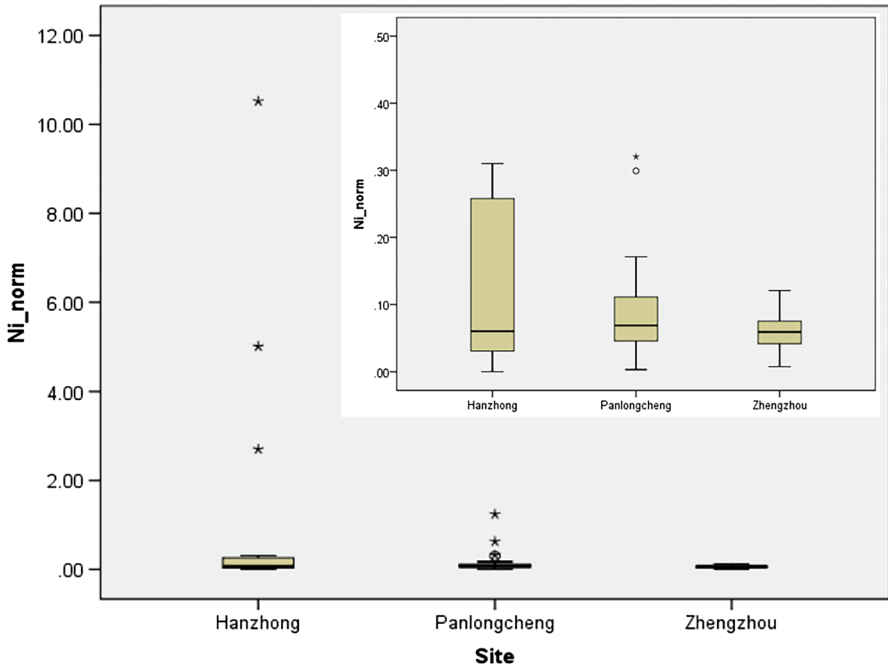 12.00
10.00
8.00
6.00
4.00
2.00
.00
Ni_norm
Hanzhong Panlongcheng Zhengzhou
Site
.50
.40
.30
.20
.10
.00
Ni_norm
Hanzhong Panlongcheng Zhengzhou